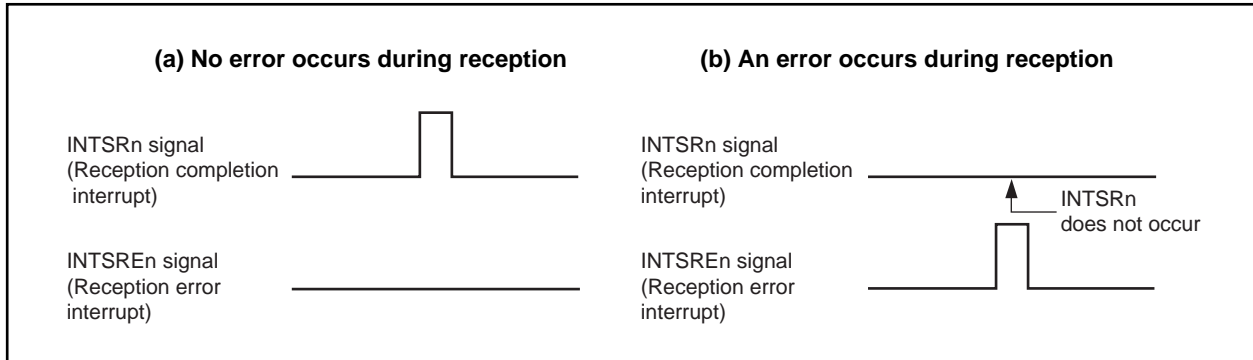 (a) No error occurs during reception
INTSRn signal
(Reception completion
interrupt)
INTSREn signal
(Reception error
interrupt)
(b) An error occurs during reception
INTSRn signal
(Reception completion
interrupt)
INTSRn
does not occur
INTSREn signal
(Reception error
interrupt)